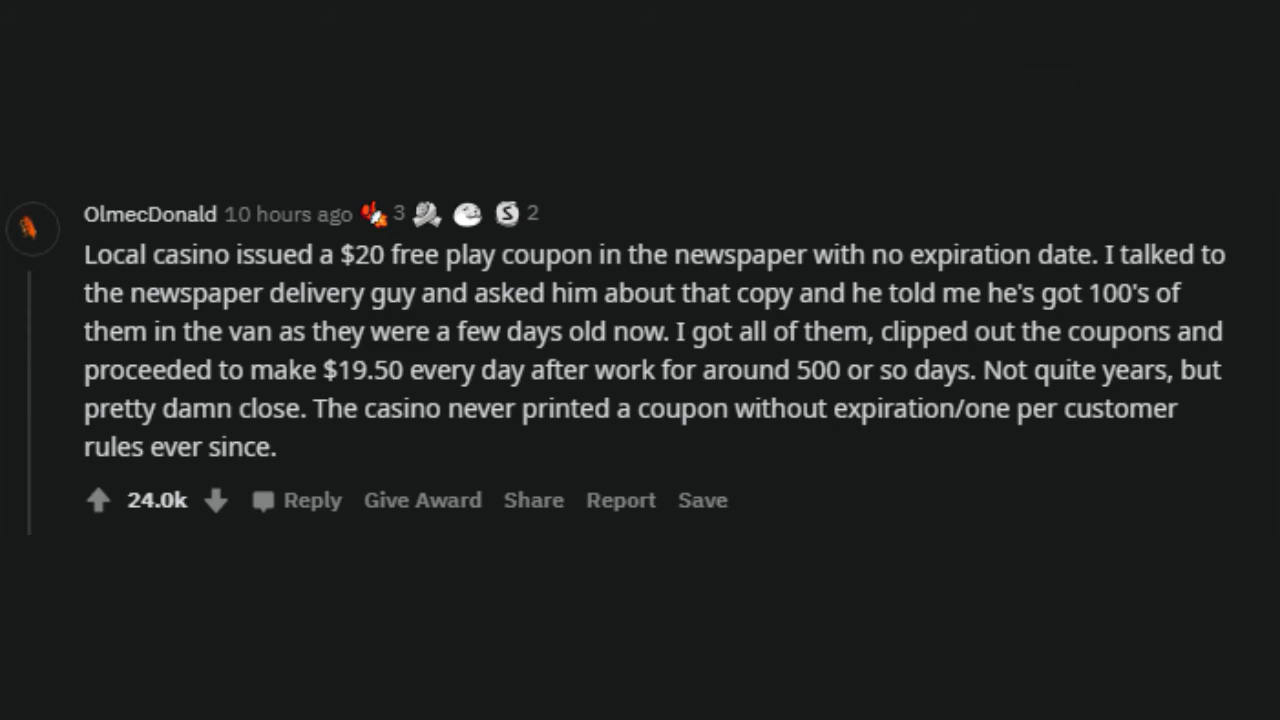 OlmecDonald 10 hours ago 3 S 2
Local casino issued a $20 free play coupon in the newspaper with no expiration date. I talked to
the newspaper delivery guy and asked him about that copy and he told me he's got 100's of
them in the van as they were a few days old now. I got all of them, clipped out the coupons and
proceeded to make $19.50 every day after work for around 500 or so days. Not quite years, but
pretty damn close. The casino never printed a coupon without expiration/one per customer
rules ever since.
24.0k Reply Give Award Share Report Save